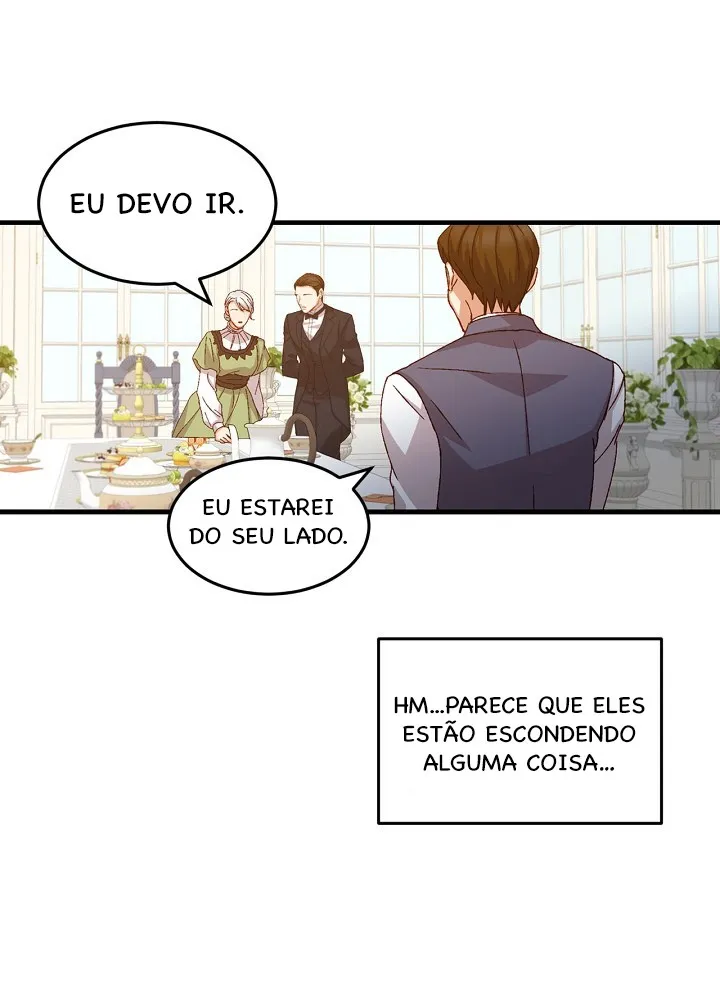 EU DEVO IR.
EU ESTAREI
DO SEU LADO.
HM...PARECE QUE ELES
ESTÃO ESCONDENDO
ALGUMA COISA...